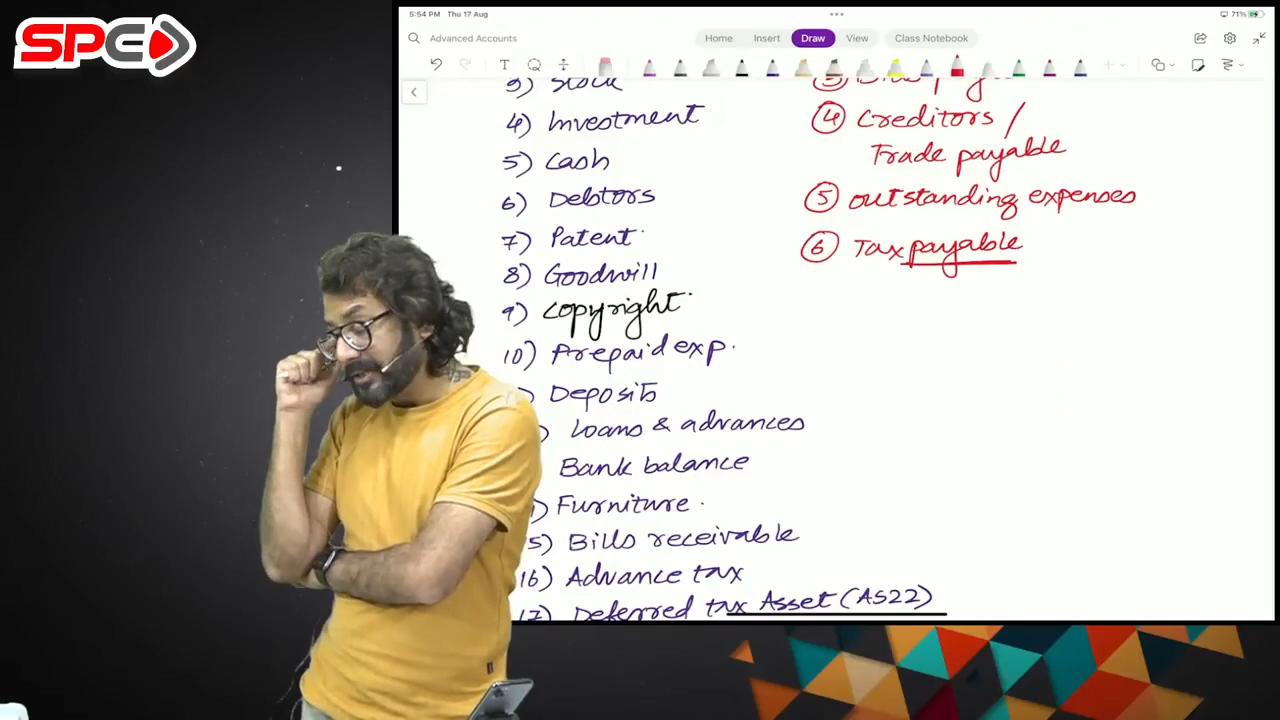 SPE
5:54 PM Thu 17 Aug
71%
Advanced Accounts
Home Insert Draw View Class Notebook
3) Stock
4) Investment
5) Cash
6) Debtors
7) Patent
8) Goodwill
9) Copyright
10) Prepaid exp.
Deposits
Loans & advances
Bank balance
Furniture
5) Bills receivable
16) Advance tax
17) Deferred tax Asset (AS22)
3
4 Creditors /
Trade payable
5 outstanding expenses
6 Tax payable